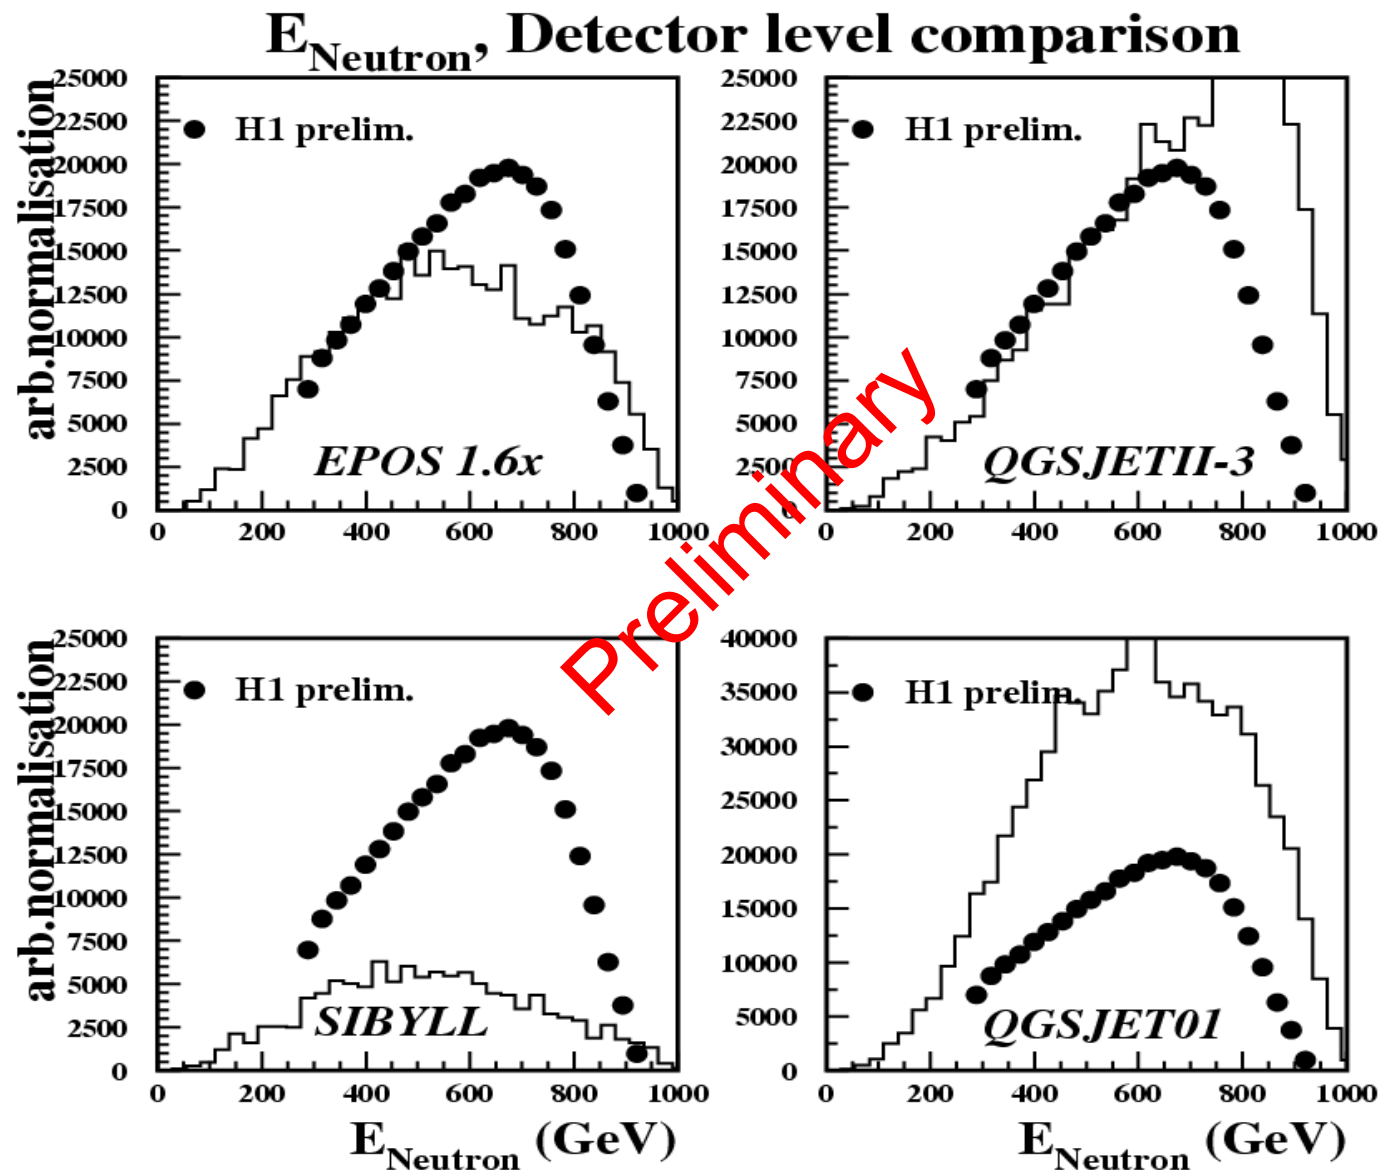 E_Neutron, Detector level comparison
arb.normalisation
25000
22500
20000
17500
15000
12500
10000
7500
5000
2500
0
H1 prelim.
EPOS 1.6x
0 200 400 600 800 1000
25000
22500
20000
17500
15000
12500
10000
7500
5000
2500
0
H1 prelim.
QGSJETII-3
0 200 400 600 800 1000
Preliminary
arb.normalisation
25000
22500
20000
17500
15000
12500
10000
7500
5000
2500
0
H1 prelim.
SIBYLL
0 200 400 600 800 1000
E_Neutron (GeV)
40000
35000
30000
25000
20000
15000
10000
5000
0
H1 prelim.
QGSJET01
0 200 400 600 800 1000
E_Neutron (GeV)